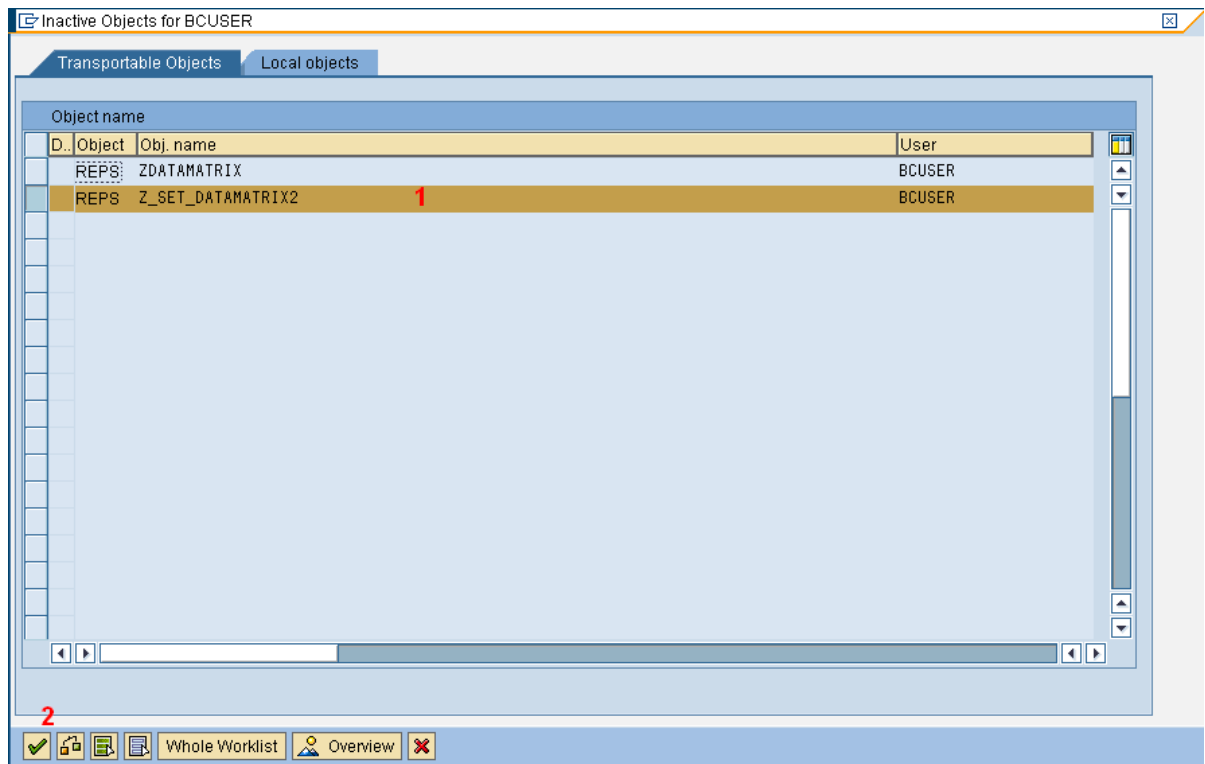 Inactive Objects for BCUSER
Transportable Objects Local objects
Object name
D.. Object Obj. name User
REPS ZDATAMATRIX BCUSER
REPS Z_SET_DATAMATRIX2 1 BCUSER
2
Whole Worklist Overview